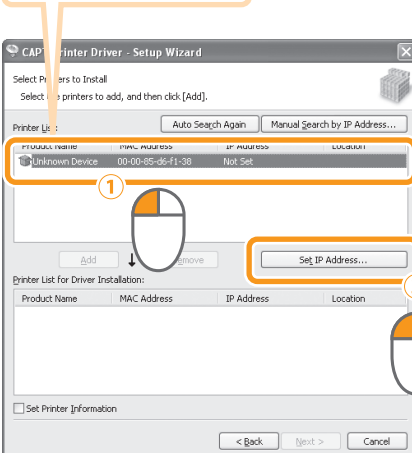 CAPT Printer Driver - Setup Wizard
Select Printers to Install
Select the printers to add, and then click [Add].
Printer List:
Auto Search Again
Manual Search by IP Address...
Product Name MAC Address IP Address Location
Unknown Device 00-00-85-d6-f1-38 Not Set
①
Add
Remove
Set IP Address...
Printer List for Driver Installation:
Product Name MAC Address IP Address Location
Set Printer Information
< Back
Next >
Cancel